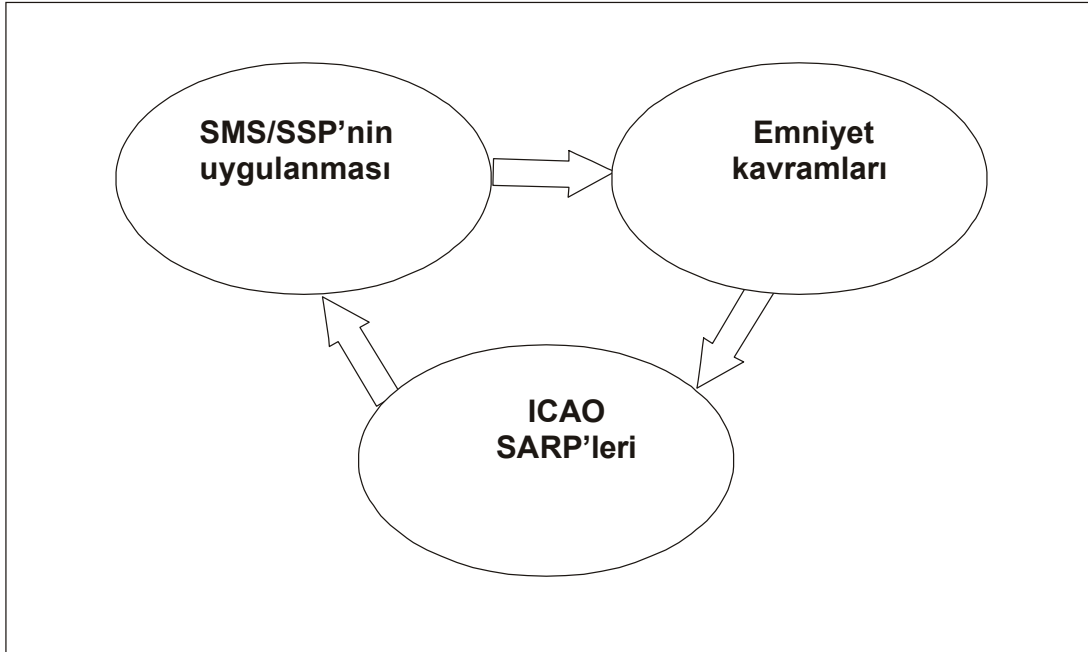 SMS/SSP’nin
uygulanması
Emniyet
kavramları
ICAO
SARP’leri